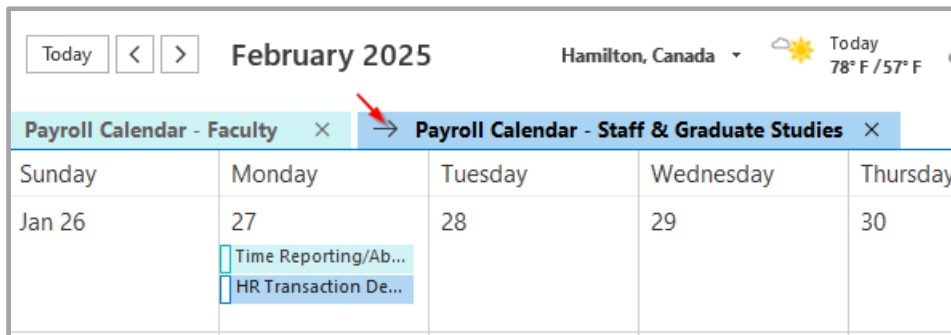 Today < > February 2025 Hamilton, Canada Today
78° F / 57° F
Payroll Calendar - Faculty × → Payroll Calendar - Staff & Graduate Studies ×
Sunday Monday Tuesday Wednesday Thursday
Jan 26 27 28 29 30
Time Reporting/Ab...
HR Transaction De...